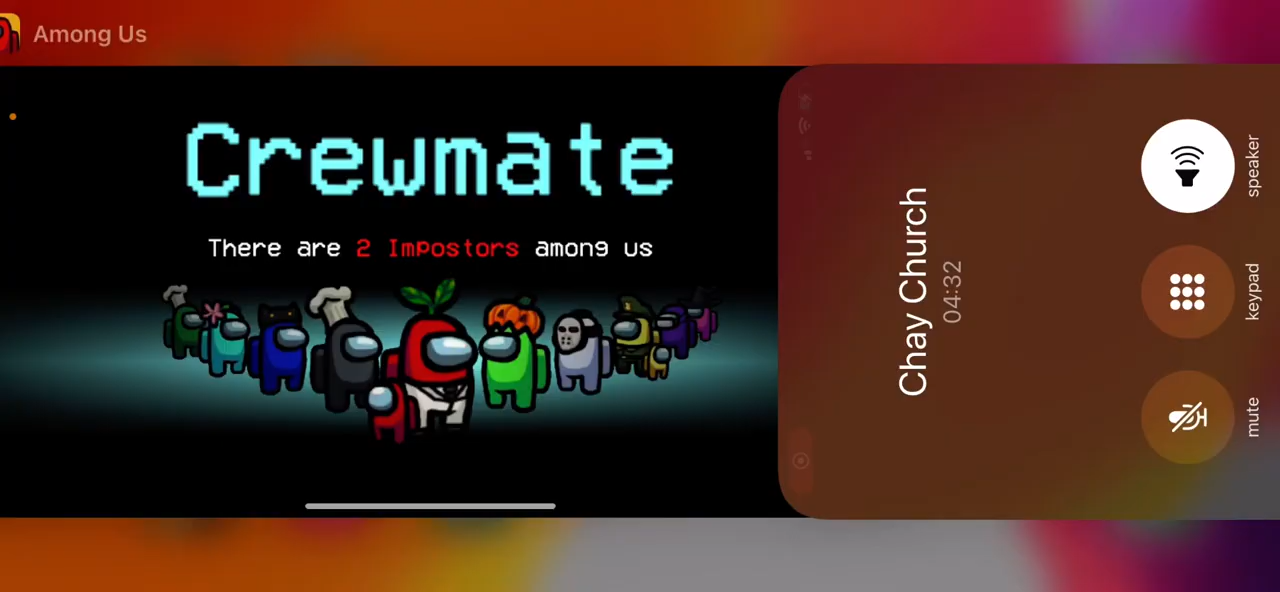 Among Us
Crewmate
There are 2 Impostors among us
Chay Church
04:32
speaker
keypad
mute